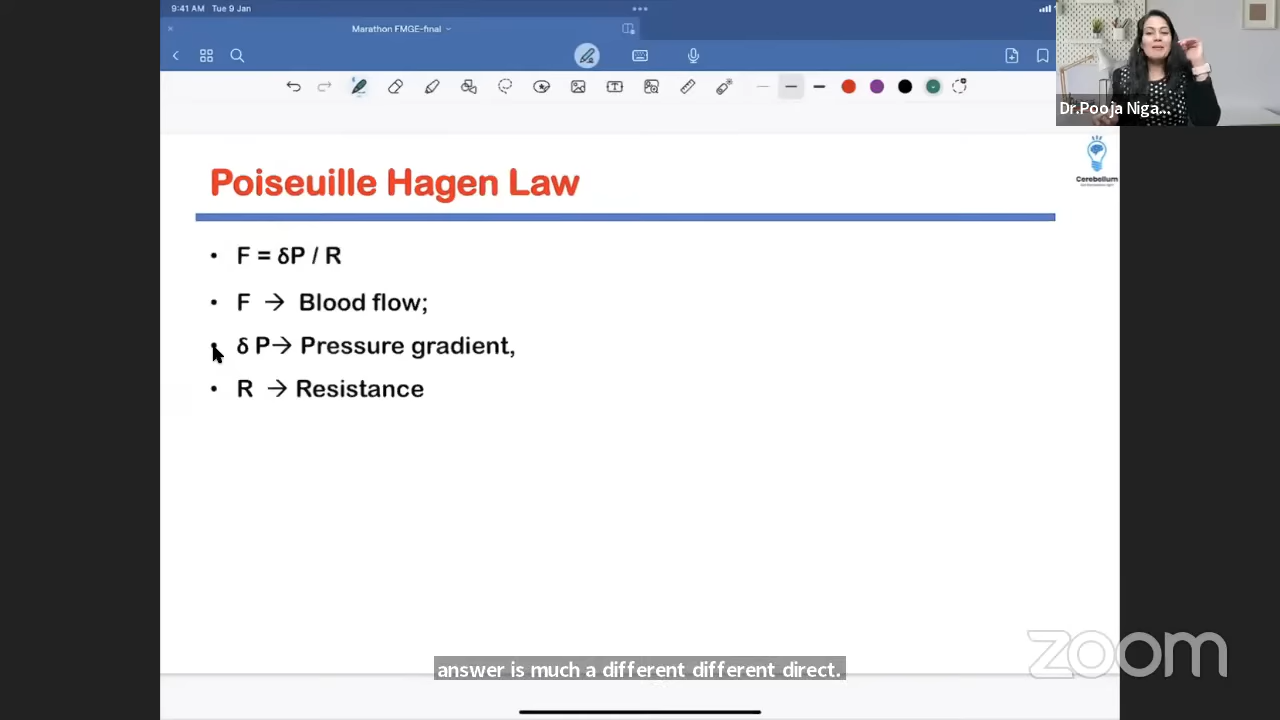 9:41 AM Tue 9 Jan
Marathon FMGE-final
Dr.Pooja Niga...
Cerebellum
Poiseuille Hagen Law
• F = δP / R
• F → Blood flow;
• δ P→ Pressure gradient,
• R → Resistance
zoom
answer is much a different different direct.